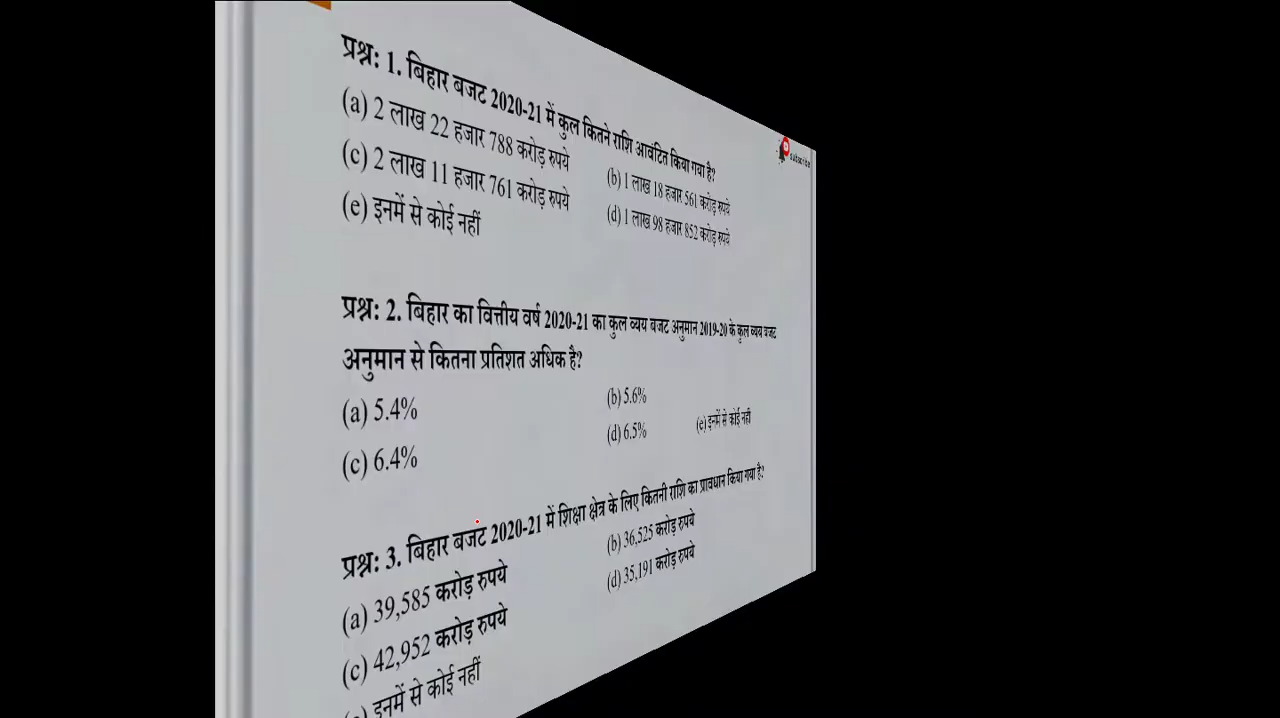 प्रश्न: 1. बिहार बजट 2020-21 में कुल कितने राशि आवंटित किया गया है?
(a) 2 लाख 22 हजार 788 करोड़ रुपये (b) 1 लाख 18 हजार 561 करोड़ रुपये
(c) 2 लाख 11 हजार 761 करोड़ रुपये (d) 1 लाख 98 हजार 852 करोड़ रुपये
(e) इनमें से कोई नहीं
subscribe
प्रश्न: 2. बिहार का वित्तीय वर्ष 2020-21 का कुल व्यय बजट अनुमान 2019-20 के कुल व्यय बजट
अनुमान से कितना प्रतिशत अधिक है?
(a) 5.4% (b) 5.6%
(c) 6.4% (d) 6.5% (e) इनमें से कोई नहीं
प्रश्न: 3. बिहार बजट 2020-21 में शिक्षा क्षेत्र के लिए कितनी राशि का प्रावधान किया गया है?
(a) 39,585 करोड़ रुपये (b) 36,525 करोड़ रुपये
(c) 42,952 करोड़ रुपये (d) 35,191 करोड़ रुपये
इनमें से कोई नहीं